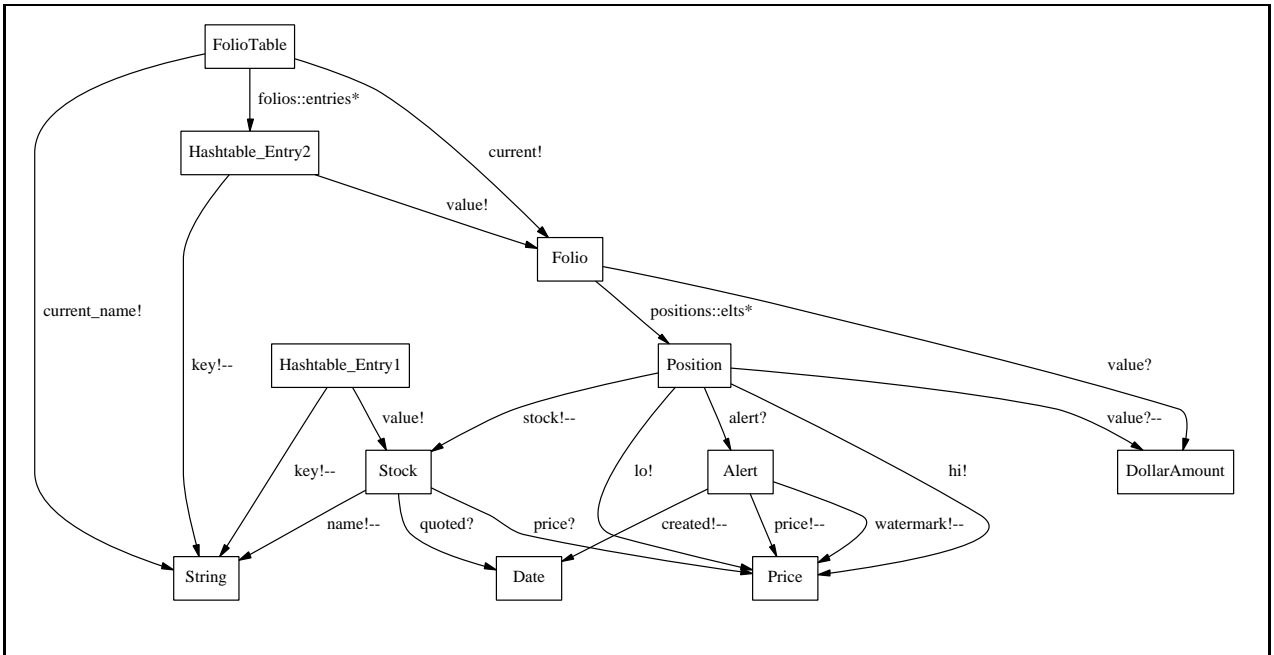 FolioTable
folios::entries*
Hashtable_Entry2
current!
value!
Folio
current_name!
positions::elts*
key!--
Hashtable_Entry1
Position
value?
value!
stock!--
alert?
value?--
key!--
Stock
lo!
Alert
hi!
DollarAmount
name!--
quoted?
price?
created!--
price!--
watermark!--
String
Date
Price